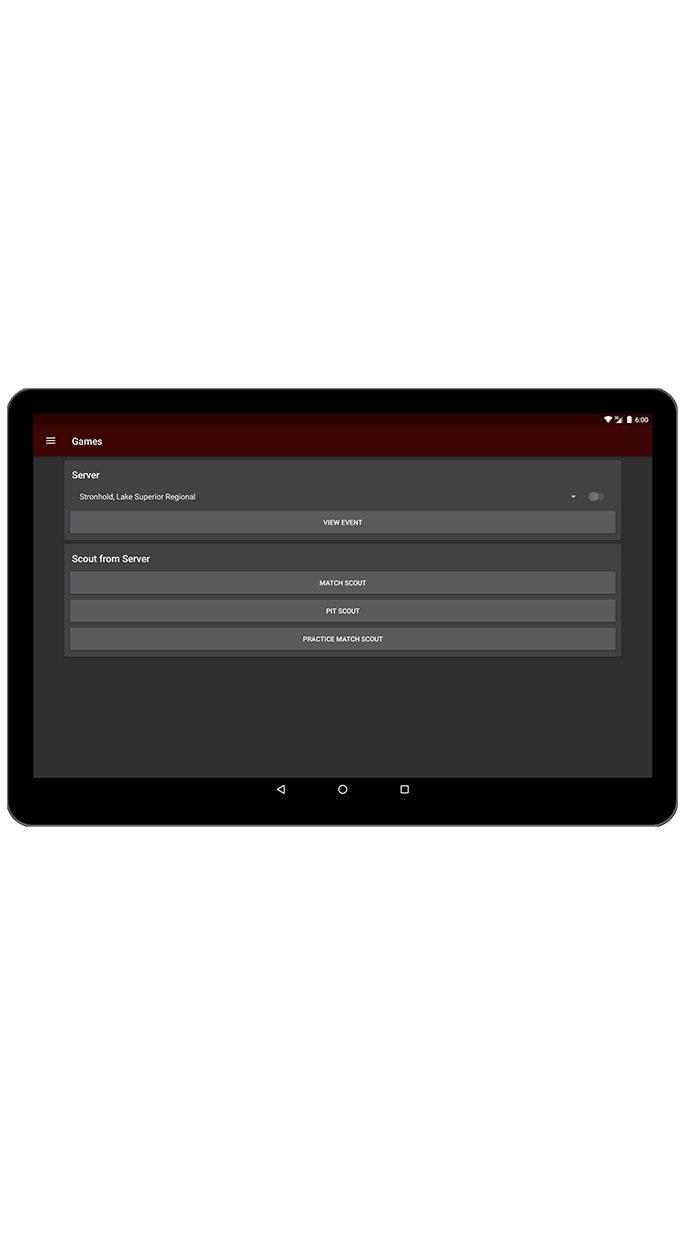 6:00
Games
Server
Stronhold, Lake Superior Regional
VIEW EVENT
Scout from Server
MATCH SCOUT
PIT SCOUT
PRACTICE MATCH SCOUT